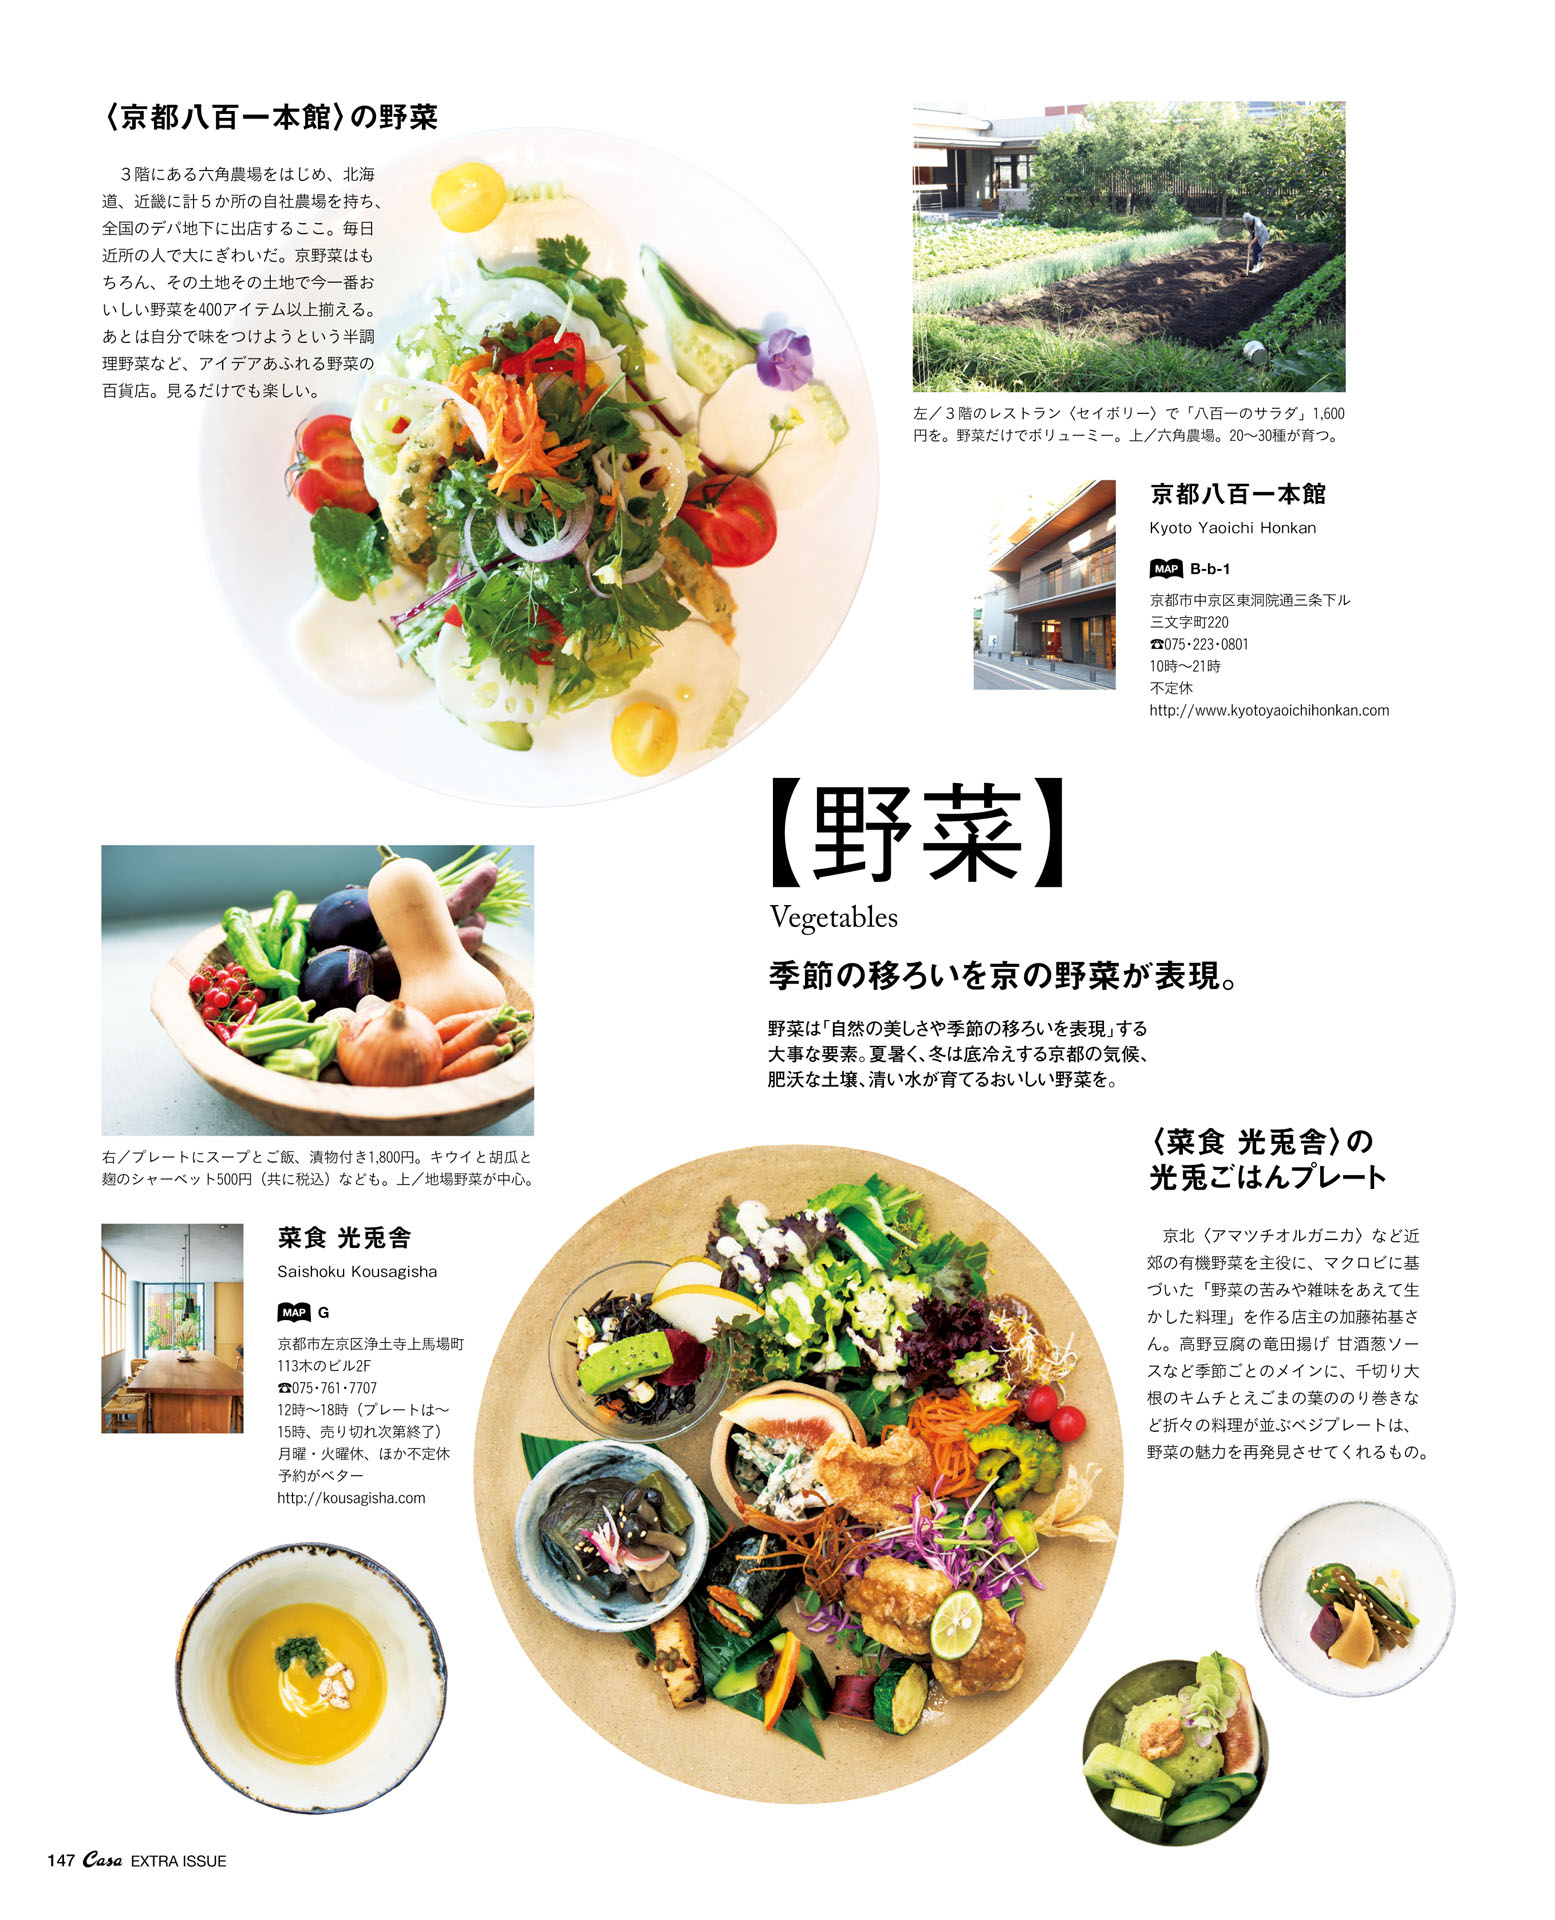 〈京都八百一本館〉の野菜
３階にある六角農場をはじめ、北海
道、近畿に計５か所の自社農場を持ち、
全国のデパ地下に出店するここ。毎日
近所の人で大にぎわいだ。京野菜はも
ちろん、その土地その土地で今一番お
いしい野菜を400アイテム以上揃える。
あとは自分で味をつけようという半調
理野菜など、アイデアあふれる野菜の
百貨店。見るだけでも楽しい。
左／３階のレストラン〈セイボリー〉で「八百一のサラダ」1,600
円を。野菜だけでボリューミー。上／六角農場。20〜30種が育つ。
京都八百一本館
Kyoto Yaoichi Honkan
MAP B-b-1
京都市中京区東洞院通三条下ル
三文字町220
☎075･223･0801
10時〜21時
不定休
http://www.kyotoyaoichihonkan.com
【野菜】
Vegetables
季節の移ろいを京の野菜が表現。
野菜は「自然の美しさや季節の移ろいを表現」する
大事な要素。夏暑く、冬は底冷えする京都の気候、
肥沃な土壌、清い水が育てるおいしい野菜を。
右／プレートにスープとご飯、漬物付き1,800円。キウイと胡瓜と
麹のシャーベット500円（共に税込）なども。上／地場野菜が中心。
菜食 光兎舎
Saishoku Kousagisha
MAP G
京都市左京区浄土寺上馬場町
113木のビル2F
☎075･761･7707
12時〜18時（プレートは〜
15時、売り切れ次第終了）
月曜・火曜休、ほか不定休
予約がベター
http://kousagisha.com
〈菜食 光兎舎〉の
光兎ごはんプレート
京北〈アマツチオルガニカ〉など近
郊の有機野菜を主役に、マクロビに基
づいた「野菜の苦みや雑味をあえて生
かした料理」を作る店主の加藤祐基さ
ん。高野豆腐の竜田揚げ 甘酒葱ソー
スなど季節ごとのメインに、千切り大
根のキムチとえごまの葉ののり巻きな
ど折々の料理が並ぶベジプレートは、
野菜の魅力を再発見させてくれるもの。
147 Casa EXTRA ISSUE